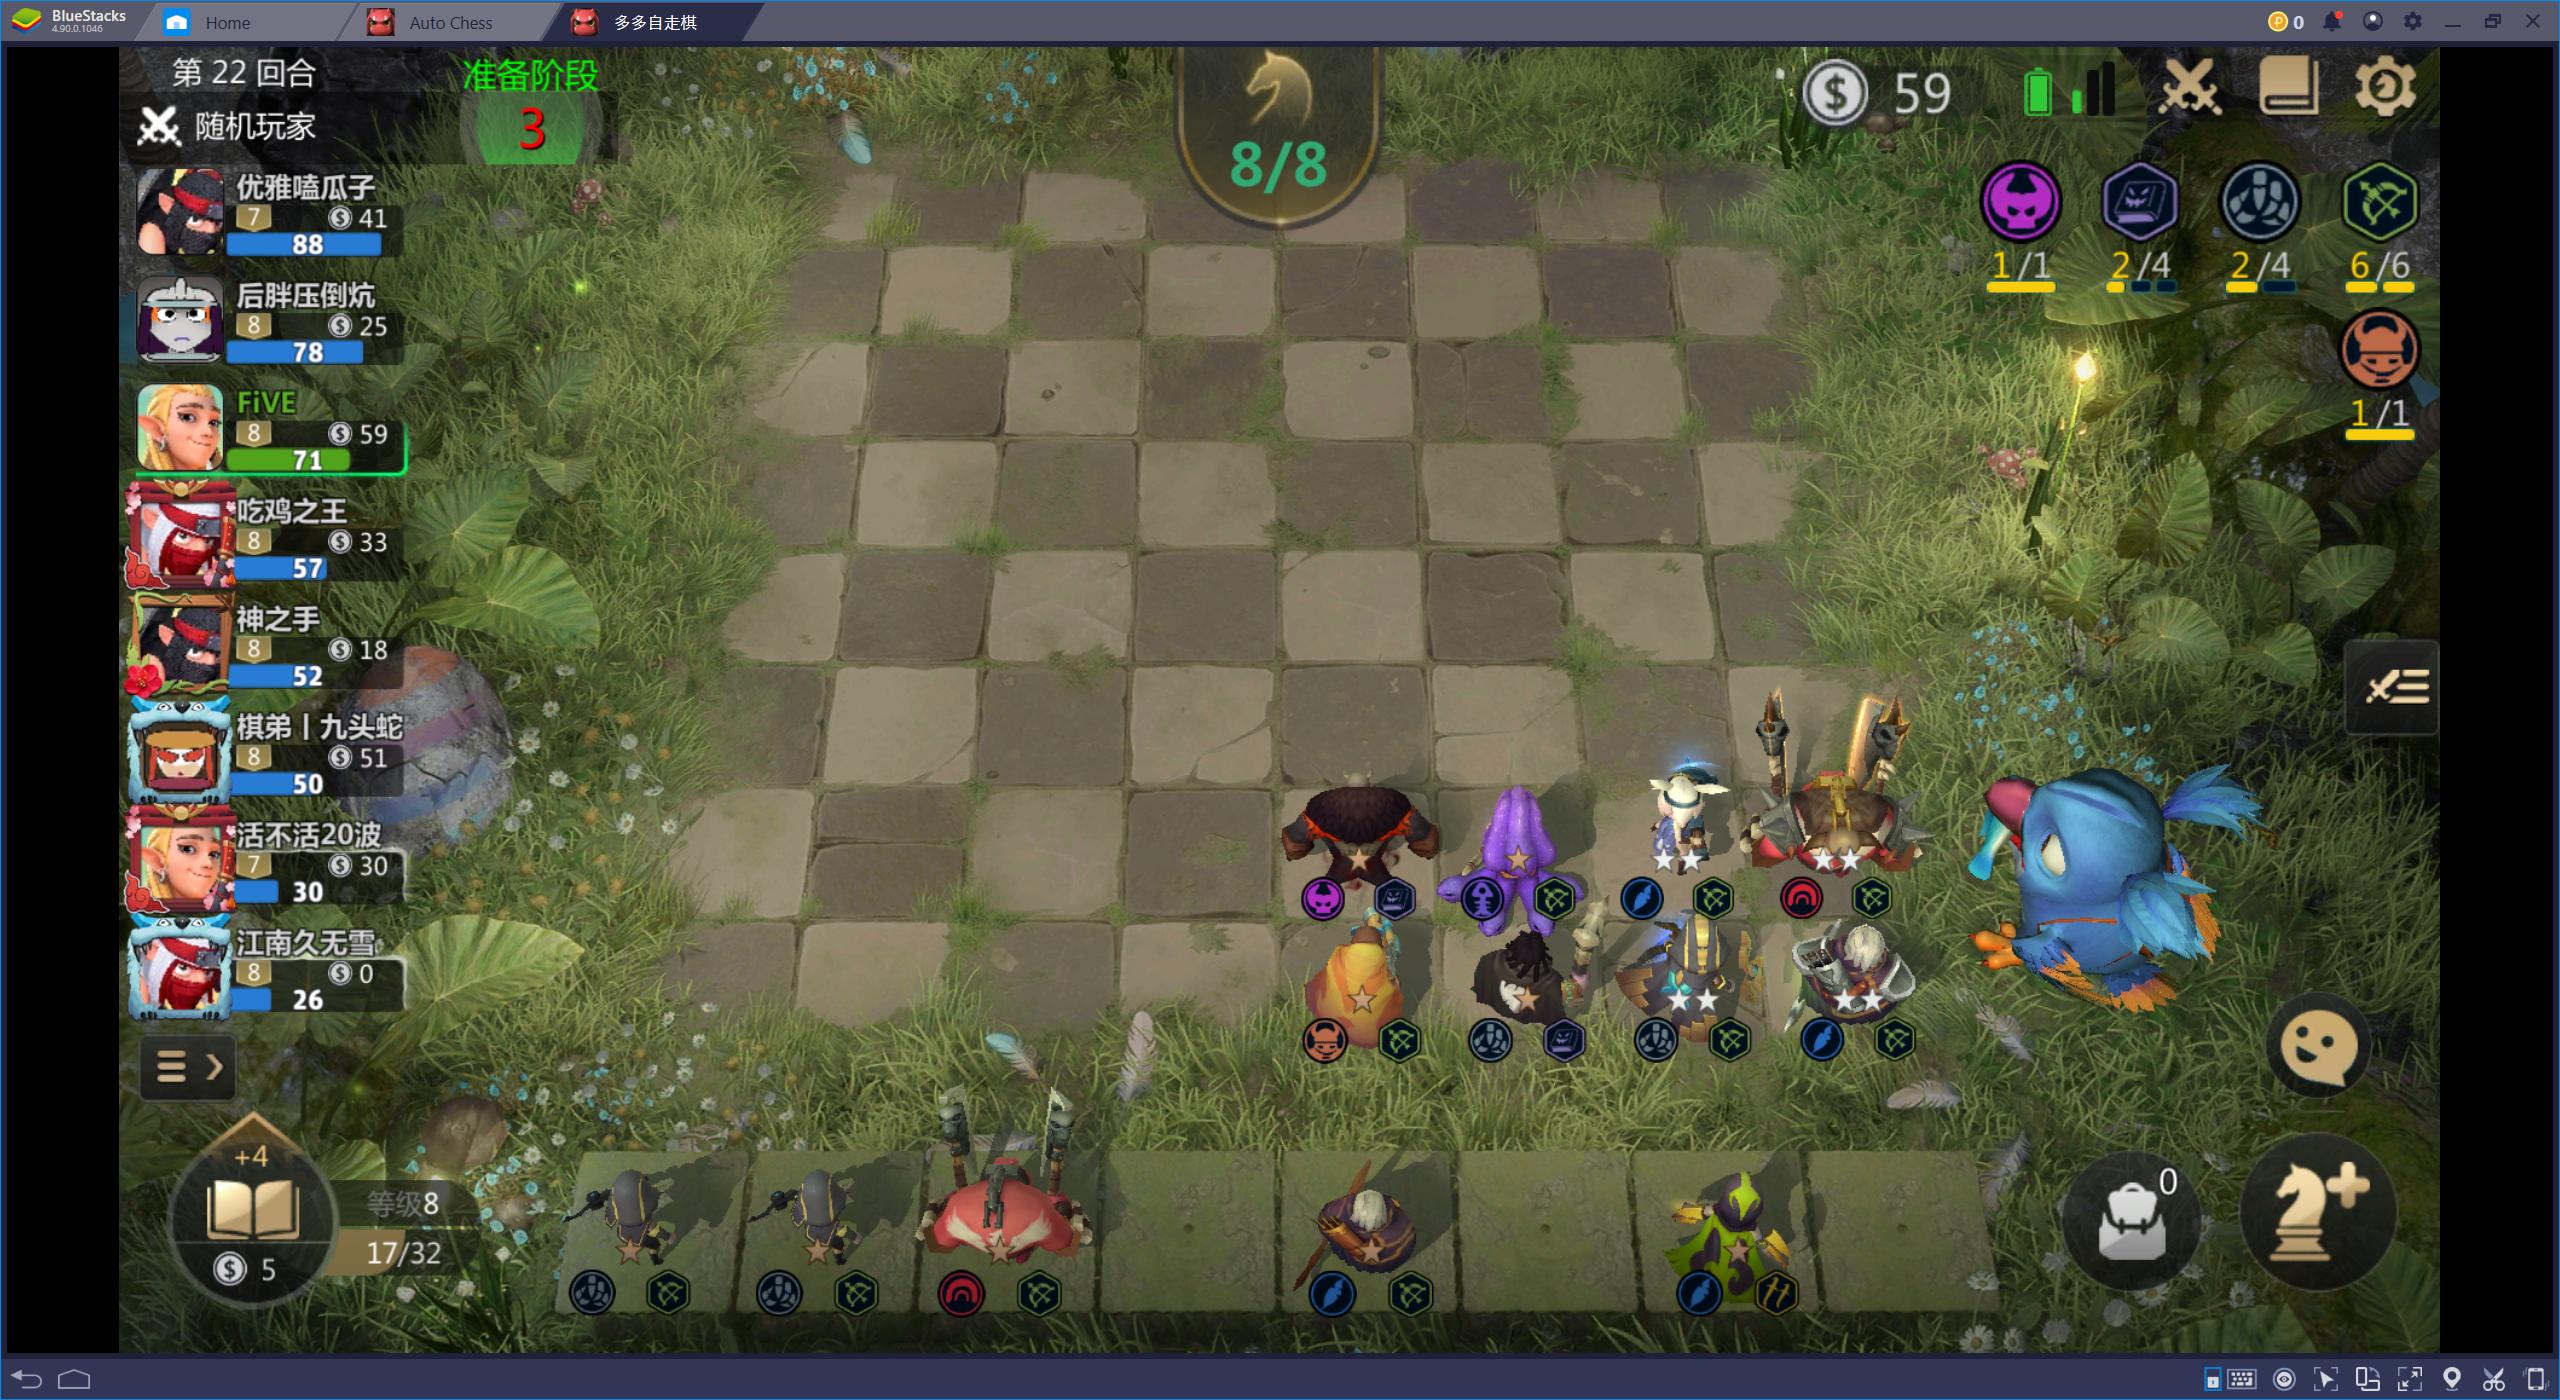 BlueStacks
4.90.0.1046
Home
Auto Chess
多多自走棋
0
第 22 回合
准备阶段
随机玩家
3
8/8
59
优雅嗑瓜子
7 41
88
后胖压倒炕
8 25
78
FiVE
8 59
71
吃鸡之王
8 33
57
神之手
8 18
52
棋弟丨九头蛇
8 51
50
活不活20波
7 30
30
江南久无雪
8 0
26
1/1
2/4
2/4
6/6
1/1
+4
等级8
17/32
5
0